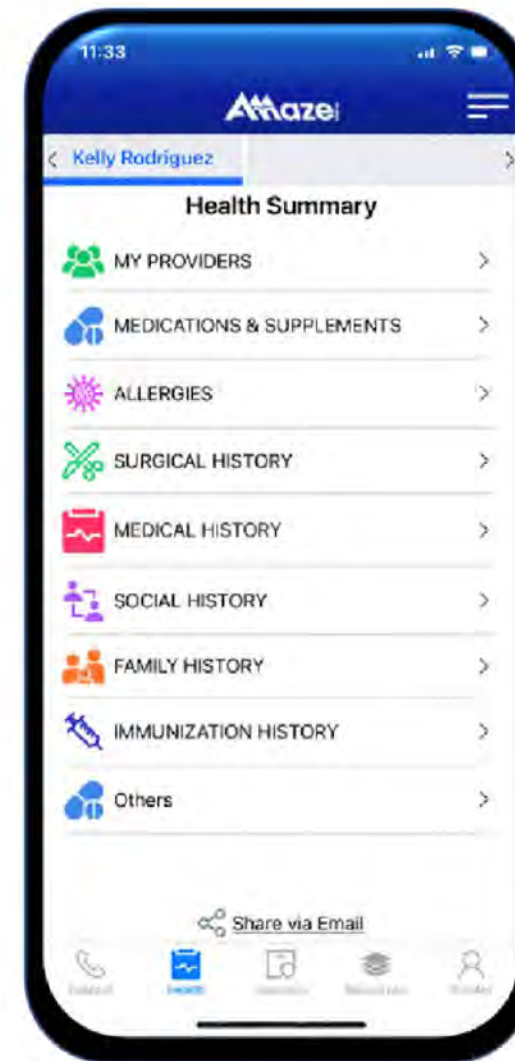 11:33
AMaze
Kelly Rodriguez
Health Summary
MY PROVIDERS
MEDICATIONS & SUPPLEMENTS
ALLERGIES
SURGICAL HISTORY
MEDICAL HISTORY
SOCIAL HISTORY
FAMILY HISTORY
IMMUNIZATION HISTORY
Others
Share via Email
Health